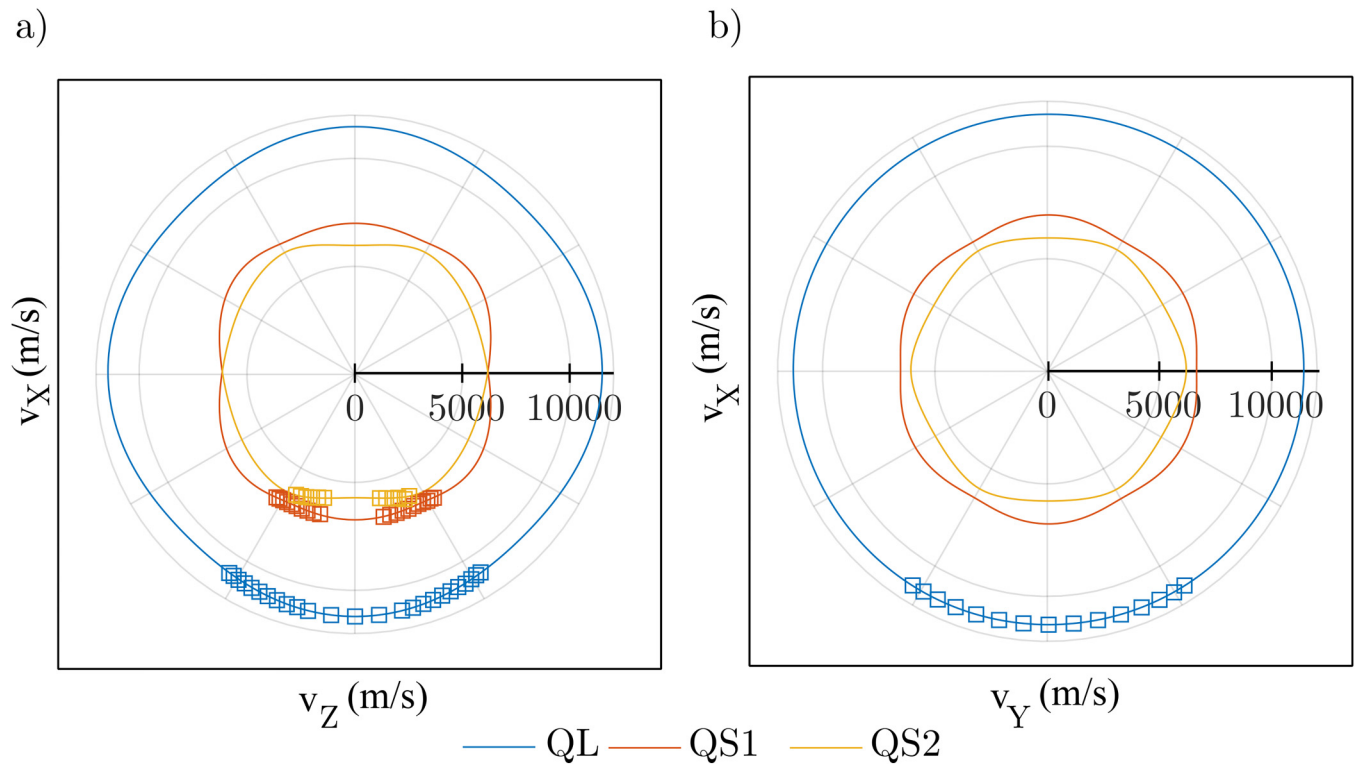 a)
b)
v_X (m/s)
0 5000 10000
v_Z (m/s)
v_X (m/s)
0 5000 10000
v_Y (m/s)
QL QS1 QS2